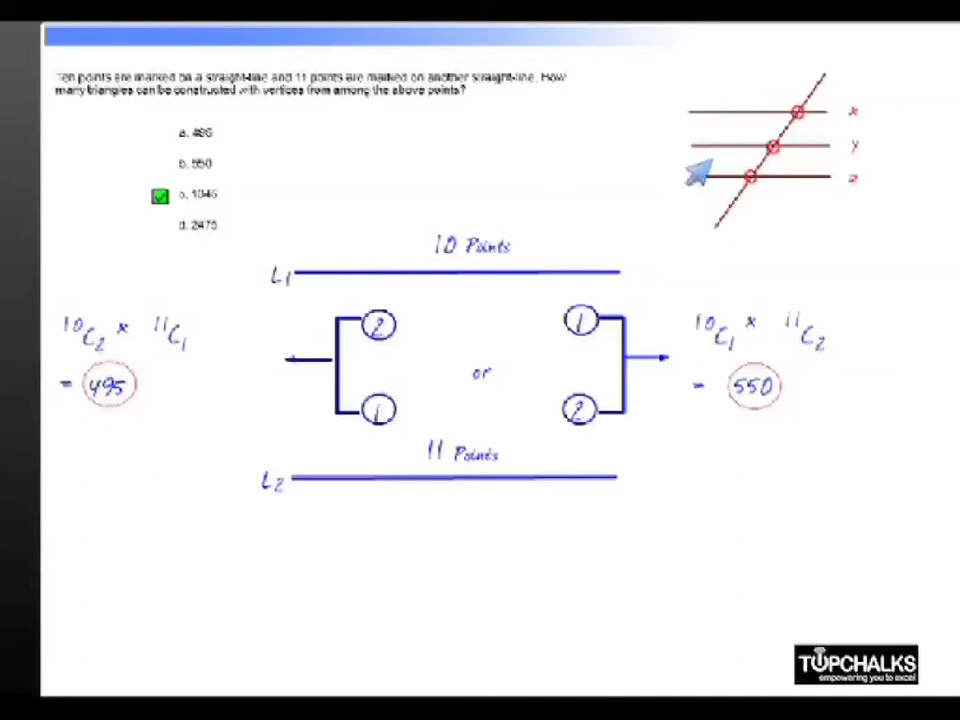 Ten points are marked on a straight-line and 11 points are marked on another straight-line. How
many triangles can be constructed with vertices from among the above points?
a. 495
b. 550
c. 1045
d. 2475
x
y
z
10 Points
L1
10C2 x 11C1
= 495
2
1
or
1
2
10C1 x 11C2
= 550
11 Points
L2
TOPCHALKS
empowering you to excel